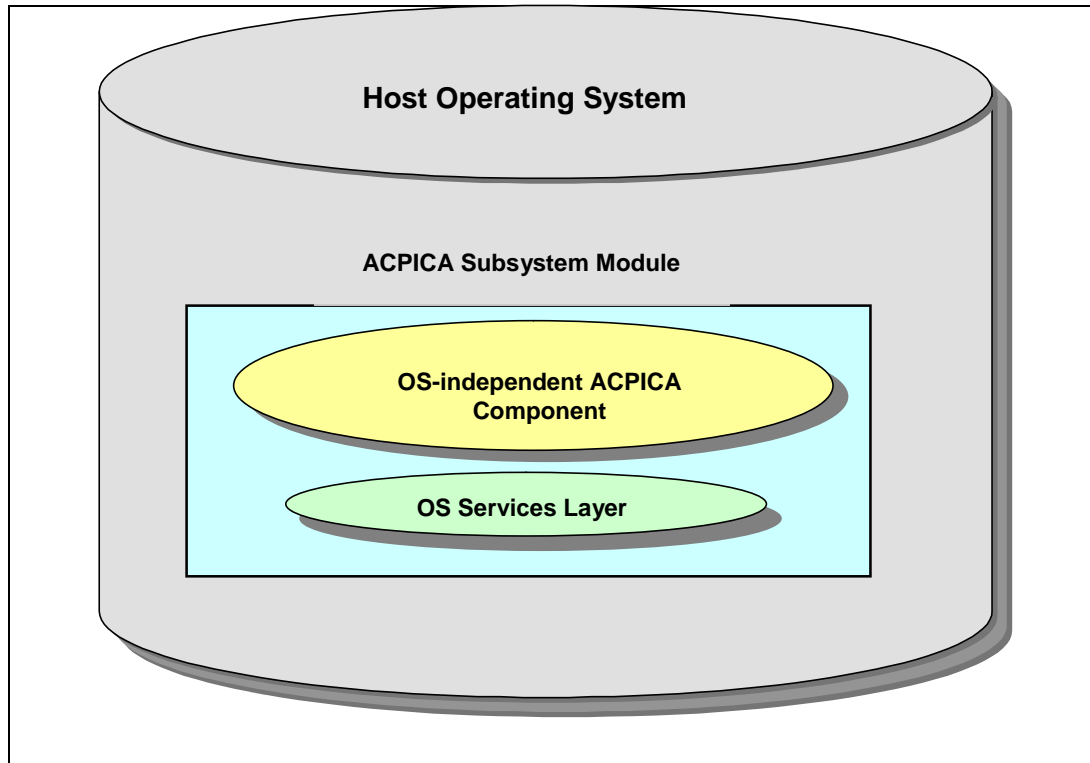 Host Operating System
ACPICA Subsystem Module
OS-independent ACPICA
Component
OS Services Layer